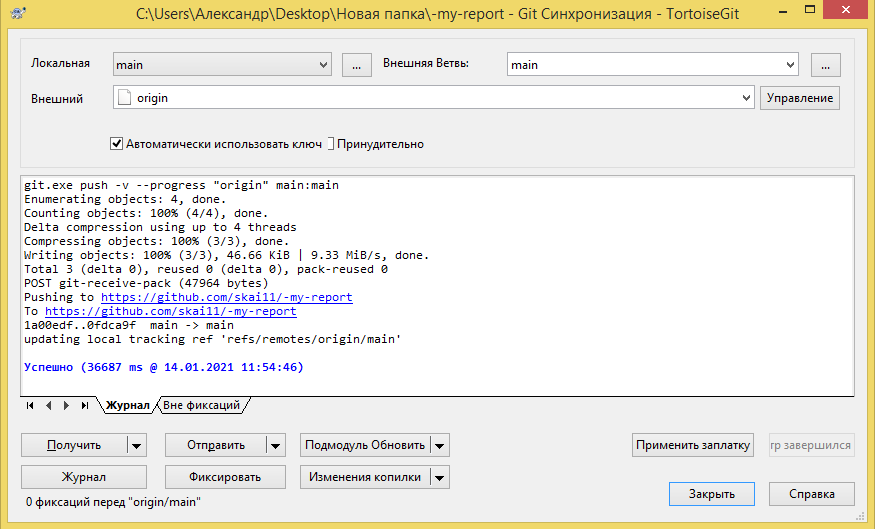 C:\Users\Александр\Desktop\Новая папка\-my-report - Git Синхронизация - TortoiseGit
Локальная main ... Внешняя Ветвь: main ...
Внешний origin Управление
Автоматически использовать ключ Принудительно
git.exe push -v --progress "origin" main:main
Enumerating objects: 4, done.
Counting objects: 100% (4/4), done.
Delta compression using up to 4 threads
Compressing objects: 100% (3/3), done.
Writing objects: 100% (3/3), 46.66 KiB | 9.33 MiB/s, done.
Total 3 (delta 0), reused 0 (delta 0), pack-reused 0
POST git-receive-pack (47964 bytes)
Pushing to https://github.com/skai11/-my-report
To https://github.com/skai11/-my-report
1a00edf..0fdca9f main -> main
updating local tracking ref 'refs/remotes/origin/main'
Успешно (36687 ms @ 14.01.2021 11:54:46)
Журнал Вне фиксаций
Получить Отправить Подмодуль Обновить Применить заплатку гр завершился
Журнал Фиксировать Изменения копилки
0 фиксаций перед "origin/main" Закрыть Справка